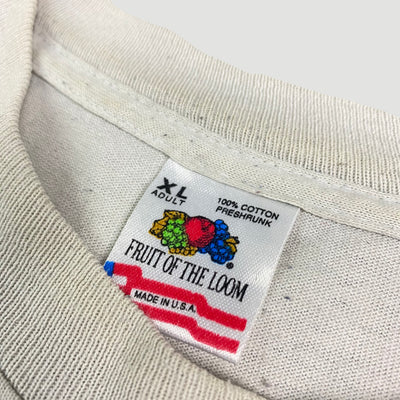 XL
ADULT
100% COTTON
PRESHRUNK
FRUIT OF THE LOOM
®
MADE IN U.S.A.